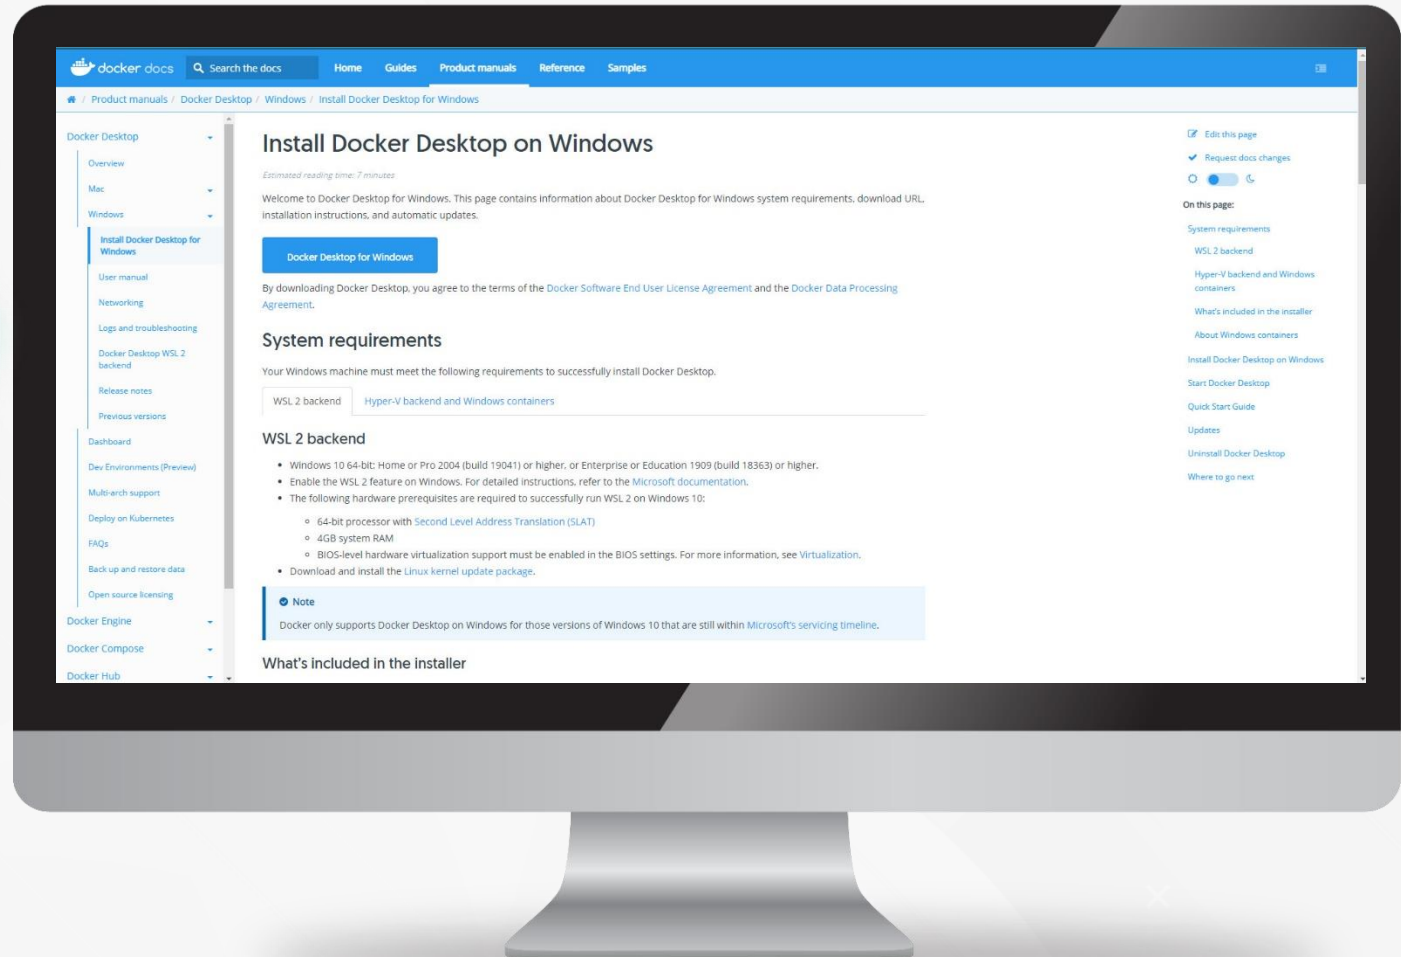 docker docs
Search the docs
Home Guides Product manuals Reference Samples
/ Product manuals / Docker Desktop / Windows / Install Docker Desktop for Windows
Docker Desktop
Overview
Mac
Windows
Install Docker Desktop for
Windows
User manual
Networking
Logs and troubleshooting
Docker Desktop WSL 2
backend
Release notes
Previous versions
Dashboard
Dev Environments (Preview)
Multi-arch support
Deploy on Kubernetes
FAQs
Back up and restore data
Open source licensing
Docker Engine
Docker Compose
Docker Hub
Install Docker Desktop on Windows
Estimated reading time: 7 minutes
Welcome to Docker Desktop for Windows. This page contains information about Docker Desktop for Windows system requirements, download URL,
installation instructions, and automatic updates.
Docker Desktop for Windows
By downloading Docker Desktop, you agree to the terms of the Docker Software End User License Agreement and the Docker Data Processing
Agreement.
System requirements
Your Windows machine must meet the following requirements to successfully install Docker Desktop.
WSL 2 backend Hyper-V backend and Windows containers
WSL 2 backend
• Windows 10 64-bit: Home or Pro 2004 (build 19041) or higher, or Enterprise or Education 1909 (build 18363) or higher.
• Enable the WSL 2 feature on Windows. For detailed instructions, refer to the Microsoft documentation.
• The following hardware prerequisites are required to successfully run WSL 2 on Windows 10:
◦ 64-bit processor with Second Level Address Translation (SLAT)
◦ 4GB system RAM
◦ BIOS-level hardware virtualization support must be enabled in the BIOS settings. For more information, see Virtualization.
• Download and install the Linux kernel update package.
Note
Docker only supports Docker Desktop on Windows for those versions of Windows 10 that are still within Microsoft's servicing timeline.
What's included in the installer
Edit this page
Request docs changes
On this page:
System requirements
WSL 2 backend
Hyper-V backend and Windows
containers
What's included in the installer
About Windows containers
Install Docker Desktop on Windows
Start Docker Desktop
Quick Start Guide
Updates
Uninstall Docker Desktop
Where to go next